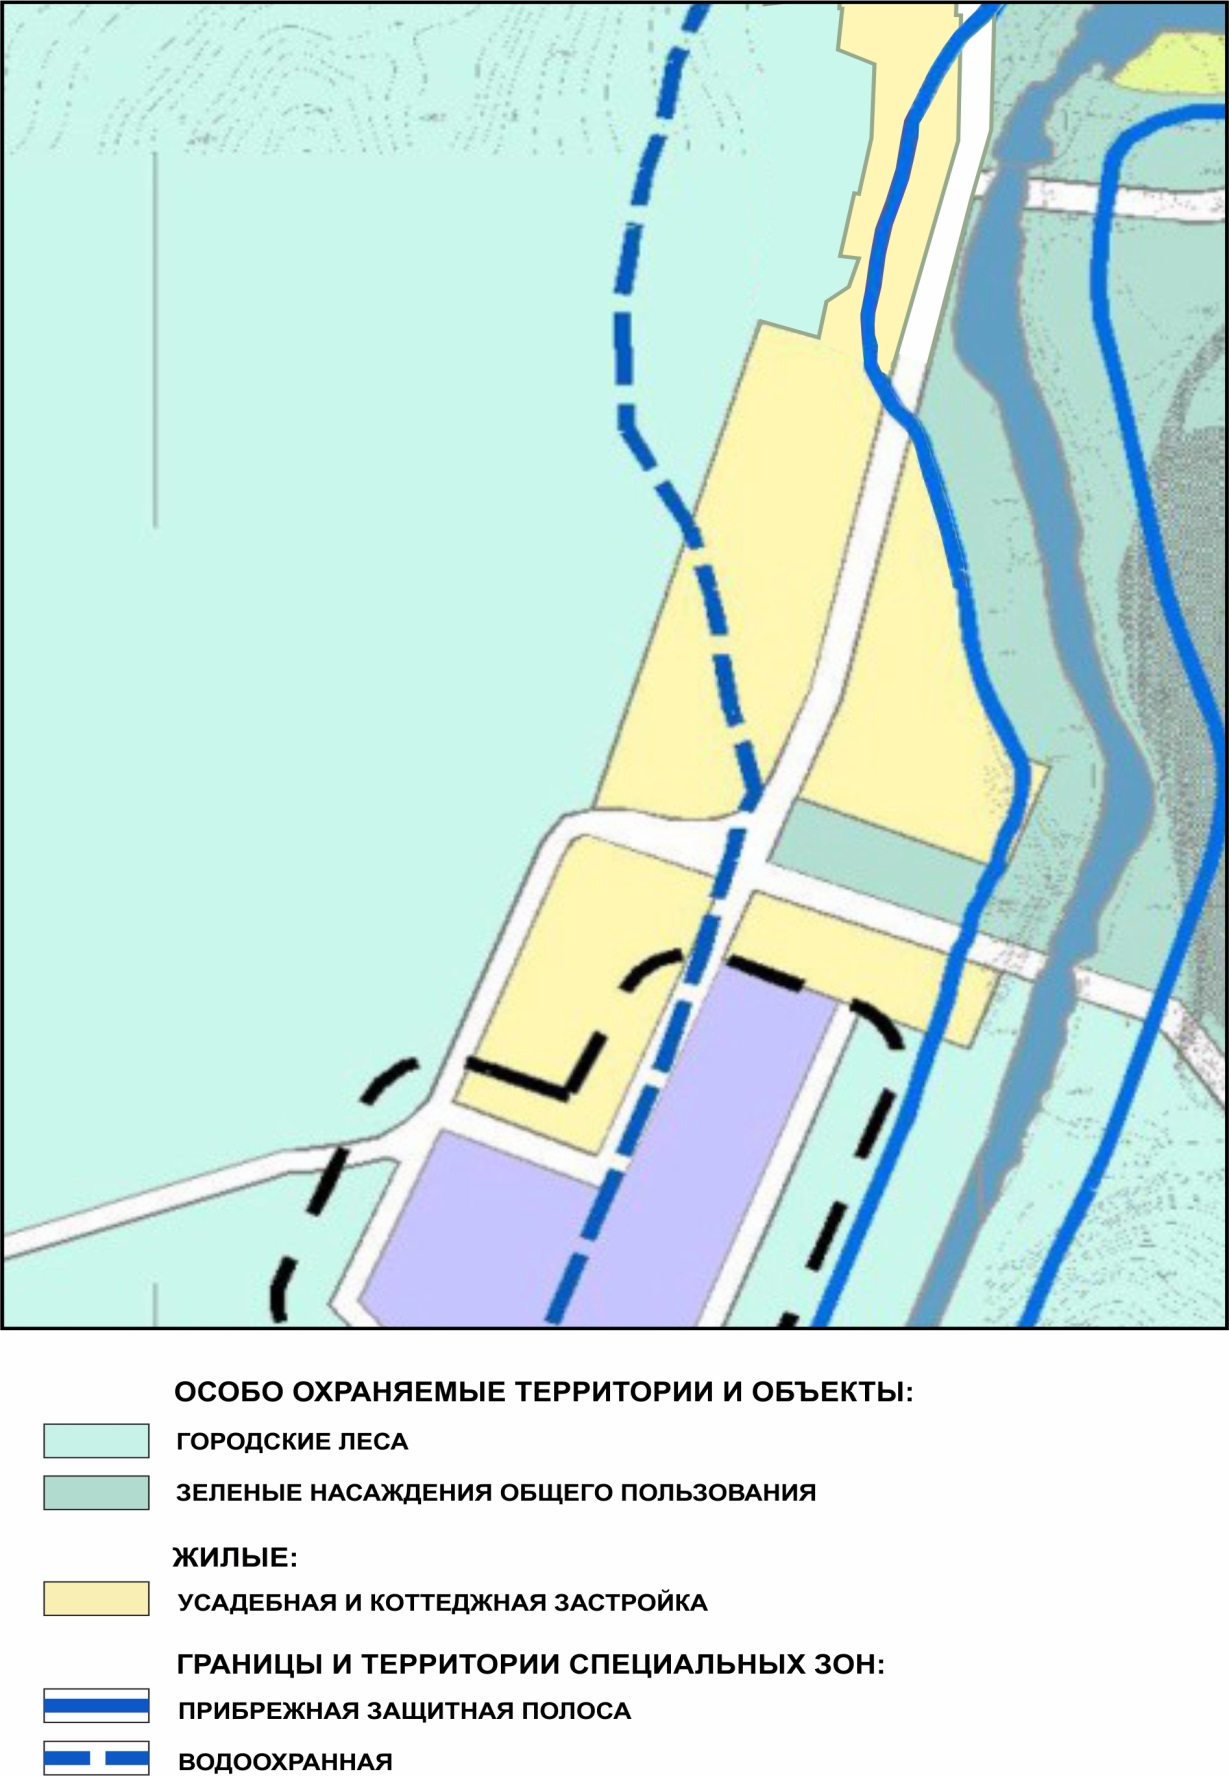 ОСОБО ОХРАНЯЕМЫЕ ТЕРРИТОРИИ И ОБЪЕКТЫ:
ГОРОДСКИЕ ЛЕСА
ЗЕЛЕНЫЕ НАСАЖДЕНИЯ ОБЩЕГО ПОЛЬЗОВАНИЯ
ЖИЛЫЕ:
УСАДЕБНАЯ И КОТТЕДЖНАЯ ЗАСТРОЙКА
ГРАНИЦЫ И ТЕРРИТОРИИ СПЕЦИАЛЬНЫХ ЗОН:
ПРИБРЕЖНАЯ ЗАЩИТНАЯ ПОЛОСА
ВОДООХРАННАЯ